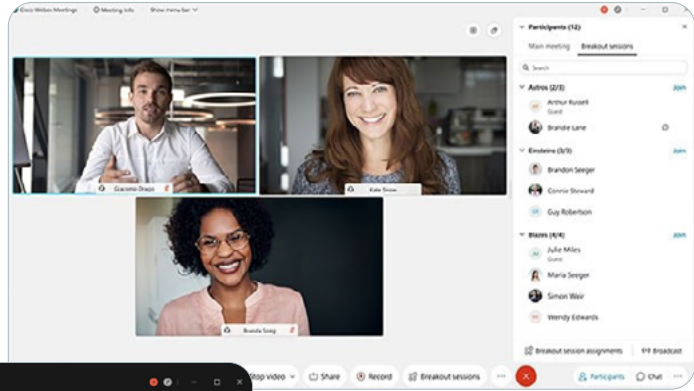 Cisco Webex Meetings
Meeting Info
Show menu bar
Participants (12)
Main meeting
Breakout sessions
Search
Astros (2/3)
Join
Arthur Russell
Guest
Brandie Lane
Einsteins (3/3)
Join
Brandon Seeger
Connie Steward
Guy Robertson
Blazes (4/4)
Join
Julie Miles
Guest
Maria Seeger
Simon Weir
Wendy Edwards
Giacomo Drago
Kate Snow
Brenda Song
Breakout session assignments
Broadcast
Stop video
Share
Record
Breakout sessions
Participants
Chat